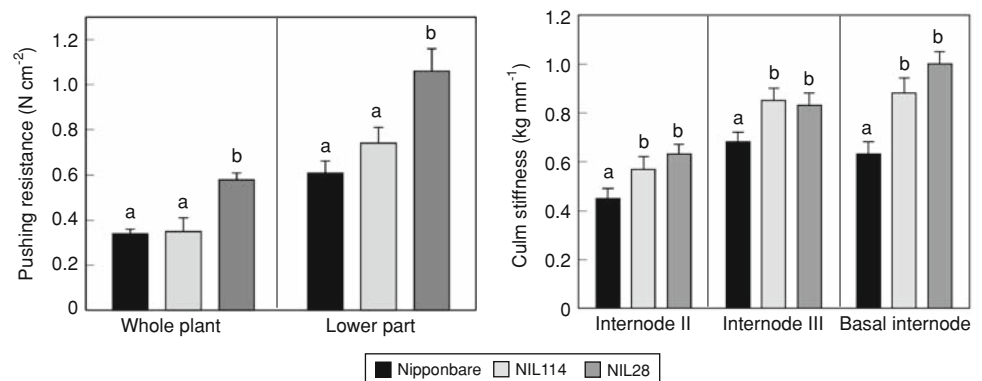 Pushing resistance (N cm-2)
1.2
1.0
0.8
0.6
0.4
0.2
0
a
a
b
a
a
b
Whole plant
Lower part
Culm stiffness (kg mm-1)
1.2
1.0
0.8
0.6
0.4
0.2
0
a
b
b
a
b
b
a
b
b
Internode II
Internode III
Basal internode
Nipponbare
NIL114
NIL28